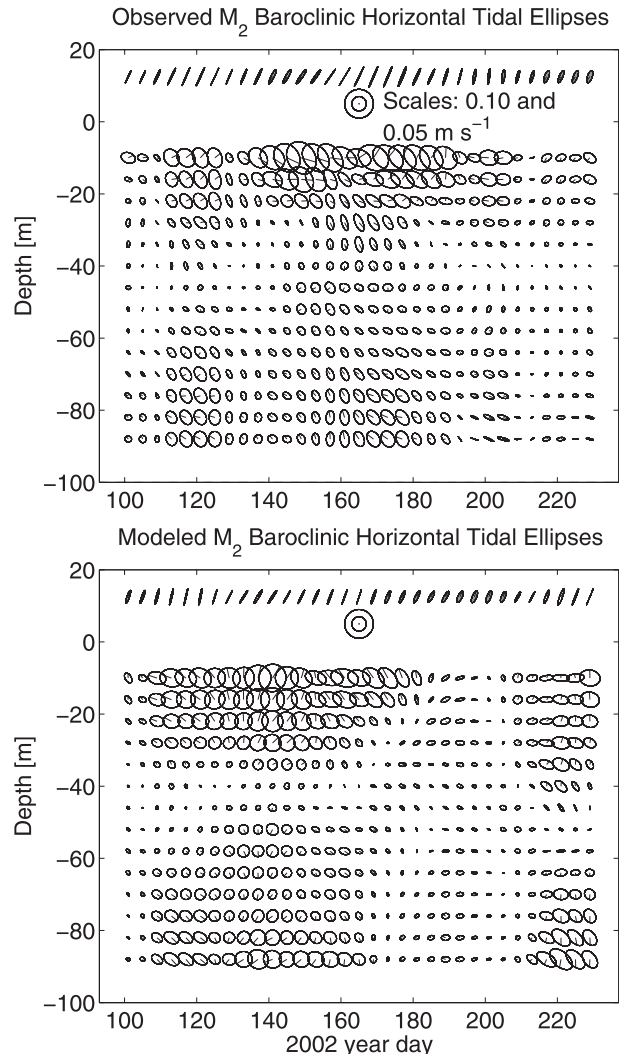 Observed M2 Baroclinic Horizontal Tidal Ellipses
20
Scales: 0.10 and
0.05 m s−1
0
−20
−40
−60
−80
−100
Depth [m]
100 120 140 160 180 200 220
Modeled M2 Baroclinic Horizontal Tidal Ellipses
20
0
−20
−40
−60
−80
−100
Depth [m]
100 120 140 160 180 200 220
2002 year day